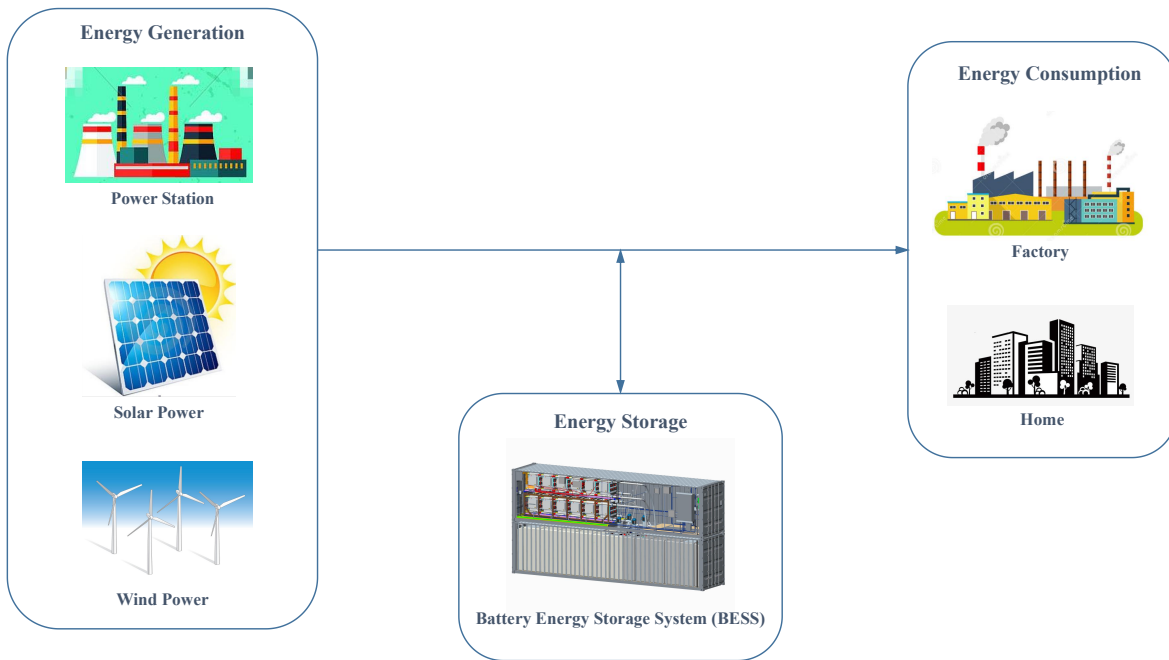 Energy Generation
Power Station
Solar Power
Wind Power
Energy Storage
Battery Energy Storage System (BESS)
Energy Consumption
Factory
Home